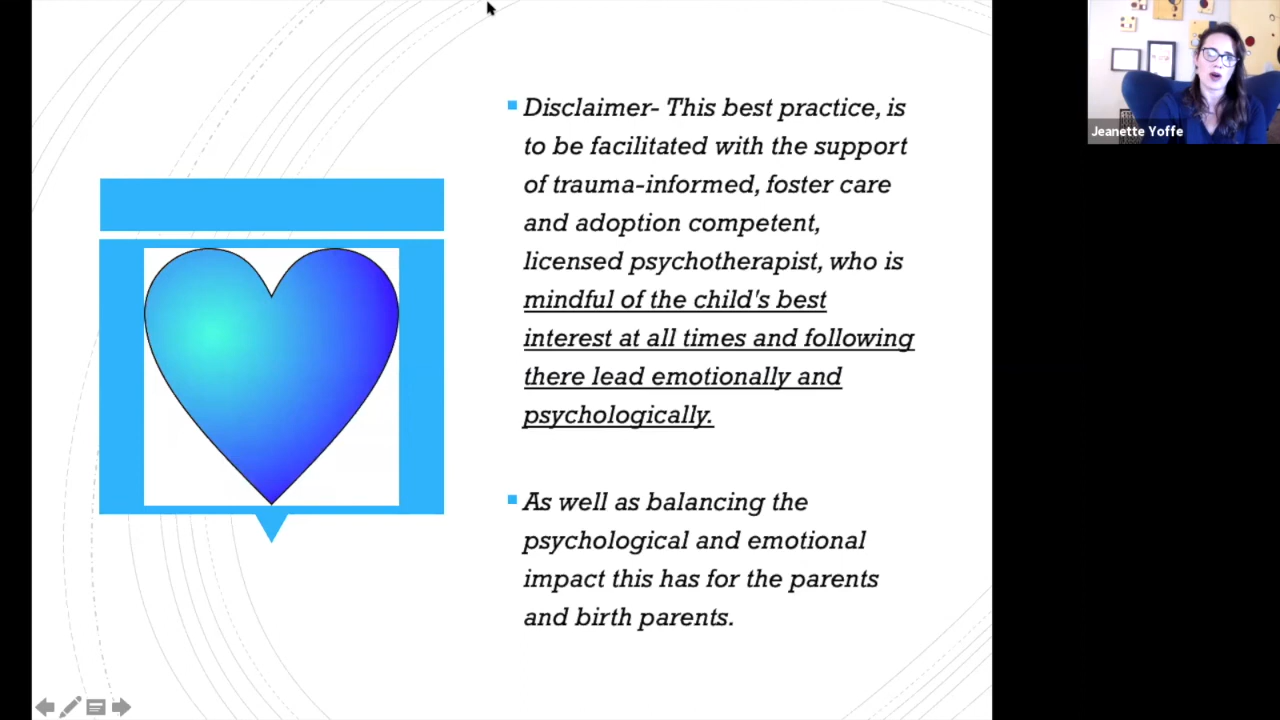 Disclaimer- This best practice, is
to be facilitated with the support
of trauma-informed, foster care
and adoption competent,
licensed psychotherapist, who is
mindful of the child's best
interest at all times and following
there lead emotionally and
psychologically.
As well as balancing the
psychological and emotional
impact this has for the parents
and birth parents.
Jeanette Yoffe